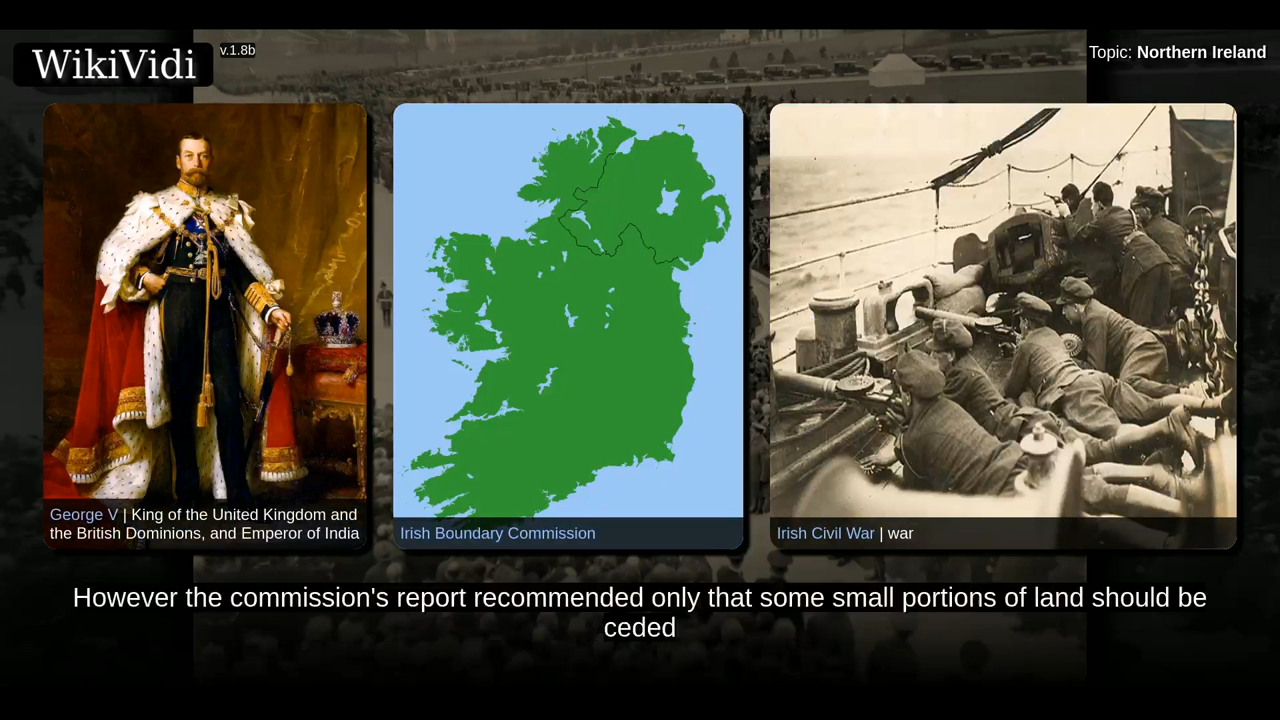 WikiVidi
v.1.8b
Topic: Northern Ireland
George V | King of the United Kingdom and
the British Dominions, and Emperor of India
Irish Boundary Commission
Irish Civil War | war
However the commission's report recommended only that some small portions of land should be
ceded